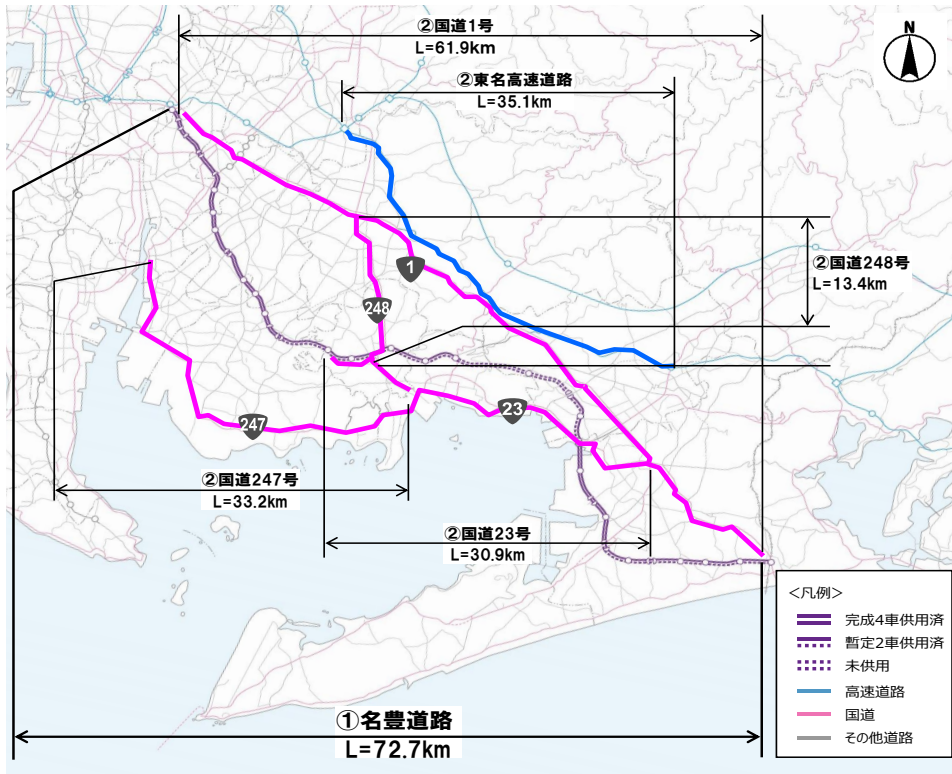 ②国道1号
L=61.9km
N
②東名高速道路
L=35.1km
②国道248号
L=13.4km
1
248
247
23
②国道247号
L=33.2km
②国道23号
L=30.9km
①名豊道路
L=72.7km
<凡例>
完成4車供用済
暫定2車供用済
未供用
高速道路
国道
その他道路